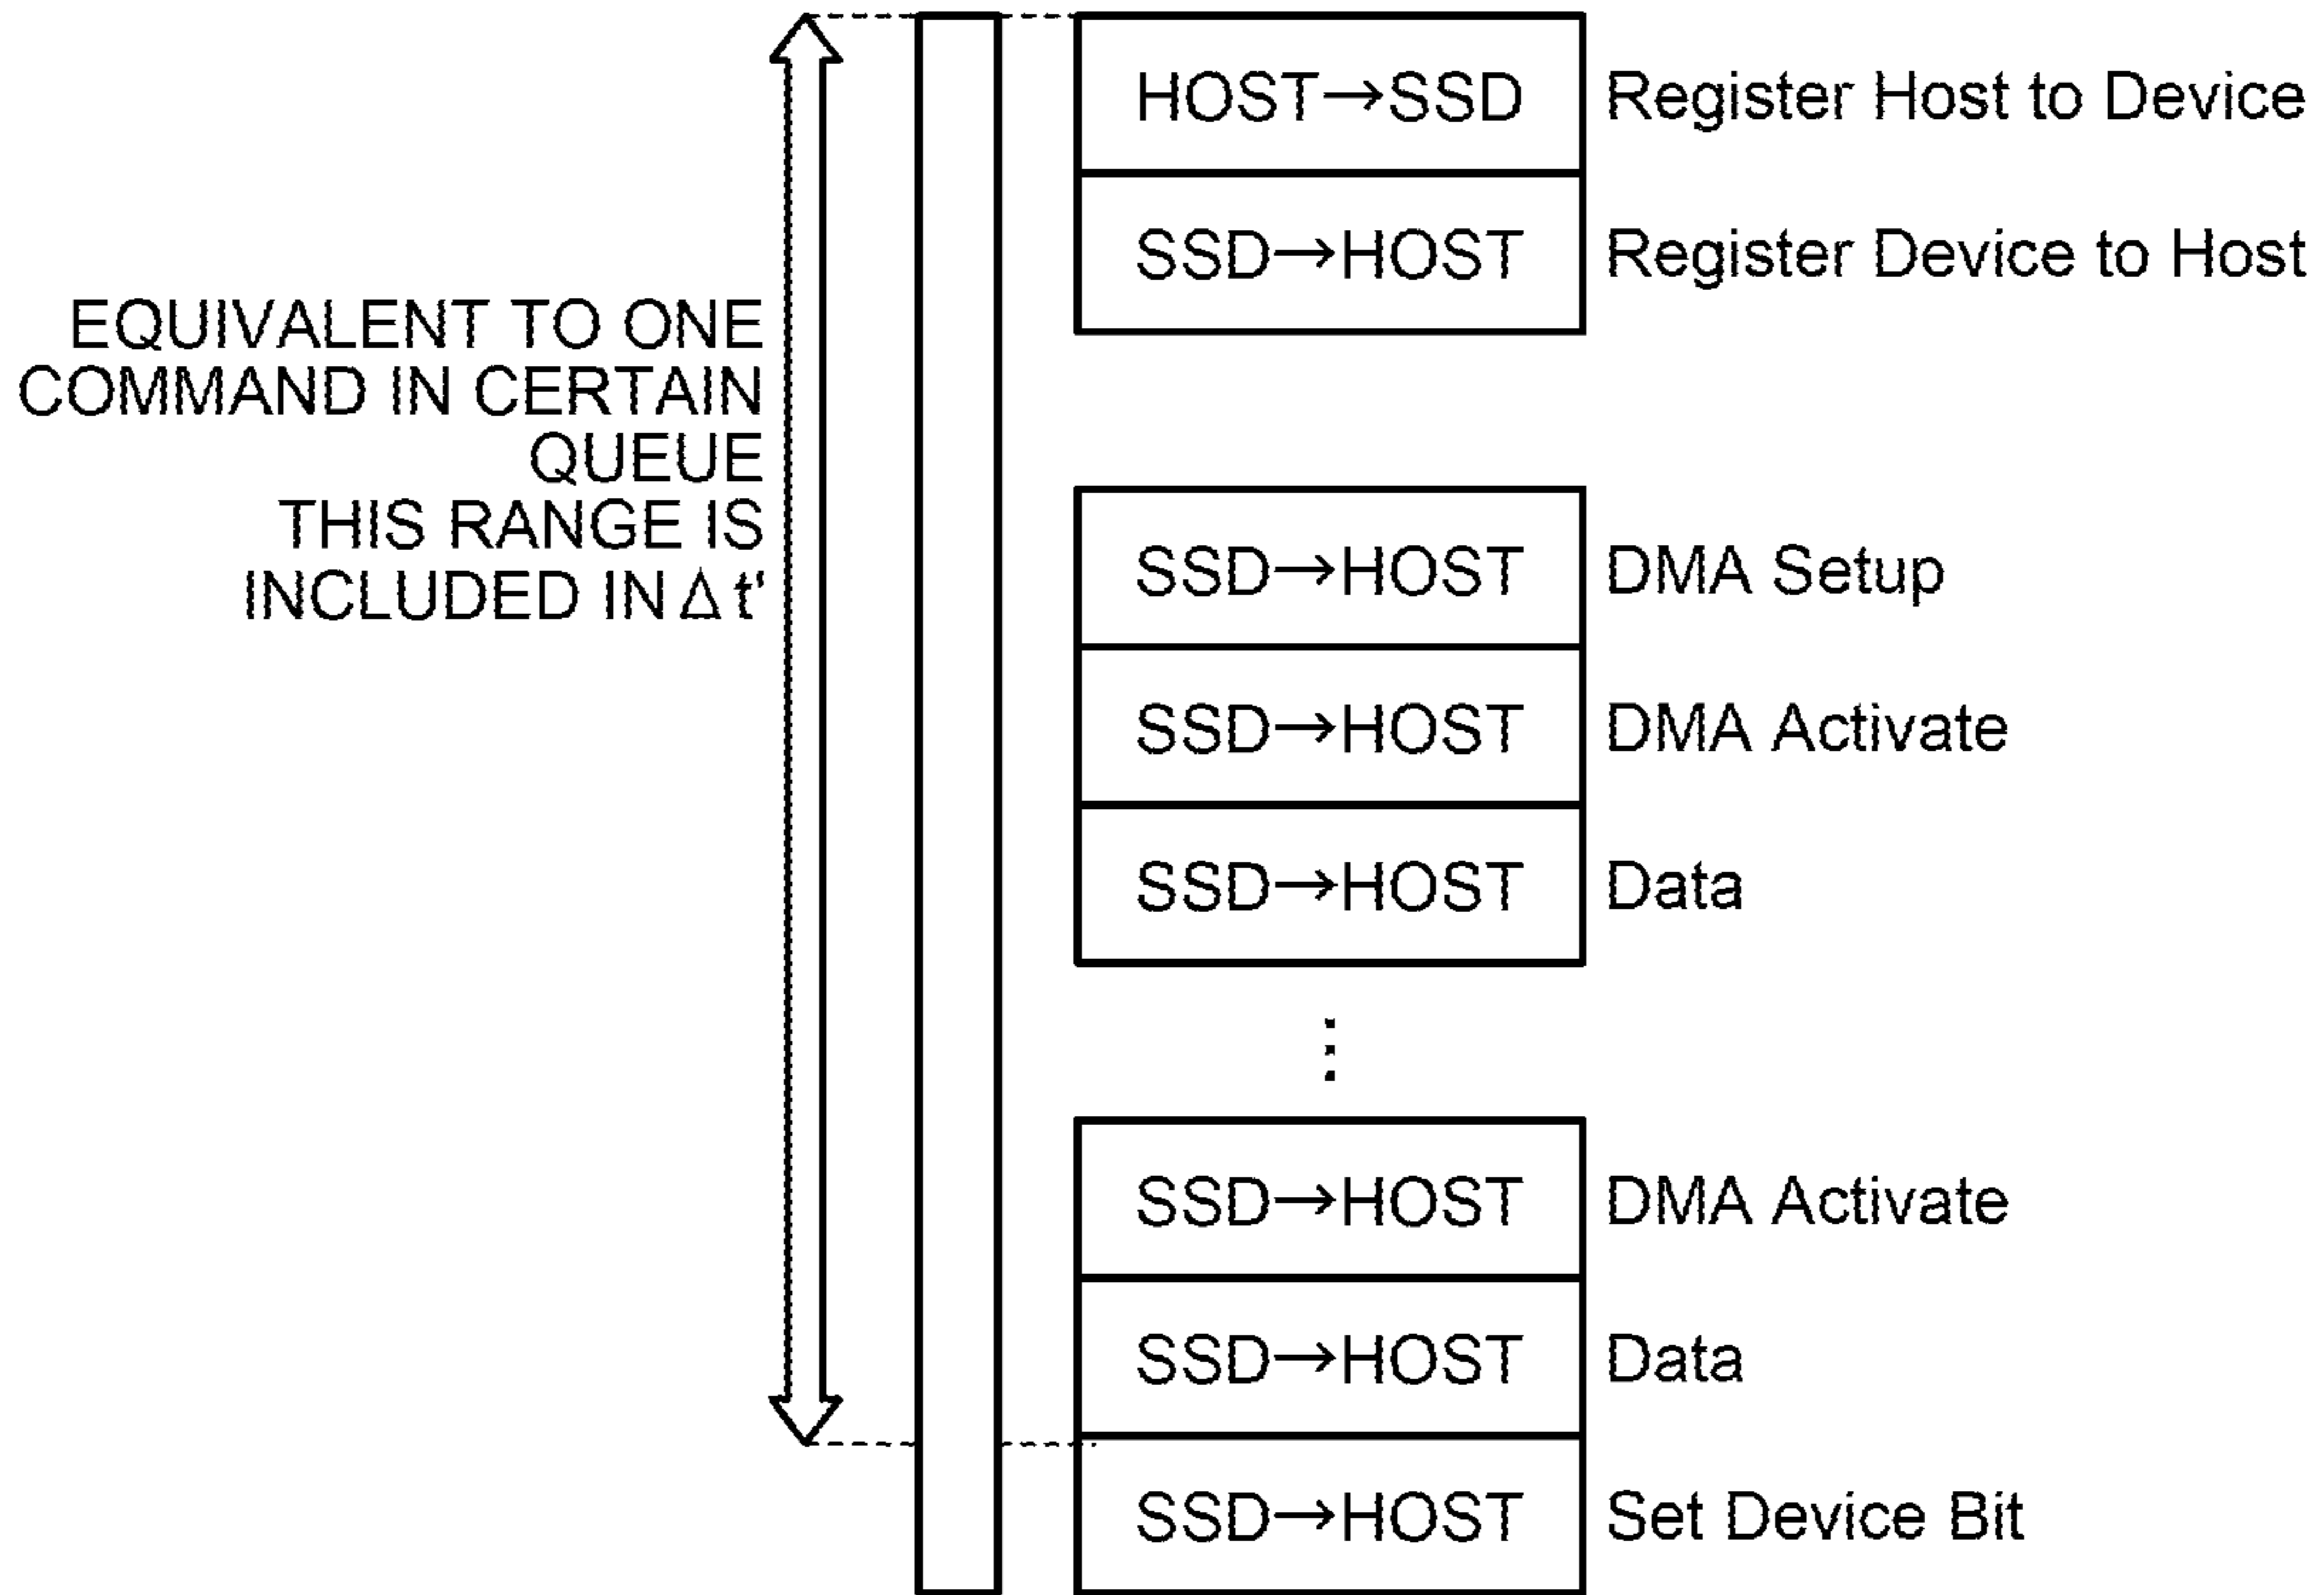 HOST→SSD Register Host to Device
SSD→HOST Register Device to Host
EQUIVALENT TO ONE
COMMAND IN CERTAIN
QUEUE
THIS RANGE IS
INCLUDED IN Δt'
SSD→HOST DMA Setup
SSD→HOST DMA Activate
SSD→HOST Data
⋮
SSD→HOST DMA Activate
SSD→HOST Data
SSD→HOST Set Device Bit